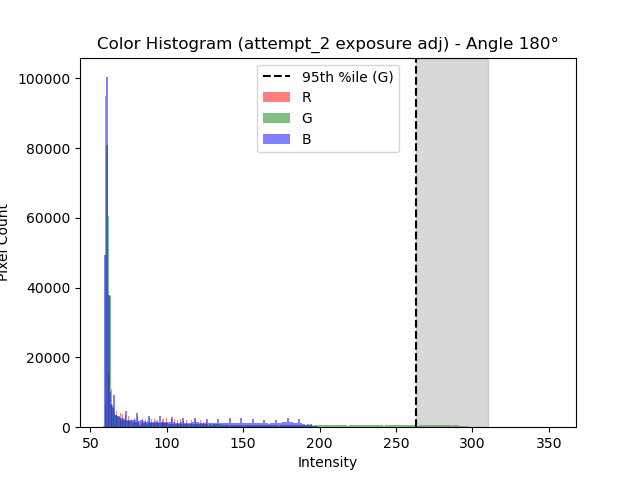 Color Histogram (attempt_2 exposure adj) - Angle 180°
Pixel Count
100000
80000
60000
40000
20000
0
95th %ile (G)
R
G
B
50 100 150 200 250 300 350
Intensity